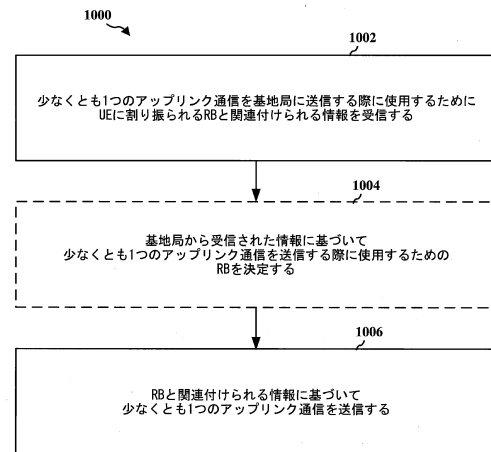 1000
1002
少なくとも1つのアップリンク通信を基地局に送信する際に使用するために
UEに割り振られるRBと関連付けられる情報を受信する
1004
基地局から受信された情報に基づいて
少なくとも1つのアップリンク通信を送信する際に使用するための
RBを決定する
1006
RBと関連付けられる情報に基づいて
少なくとも1つのアップリンク通信を送信する